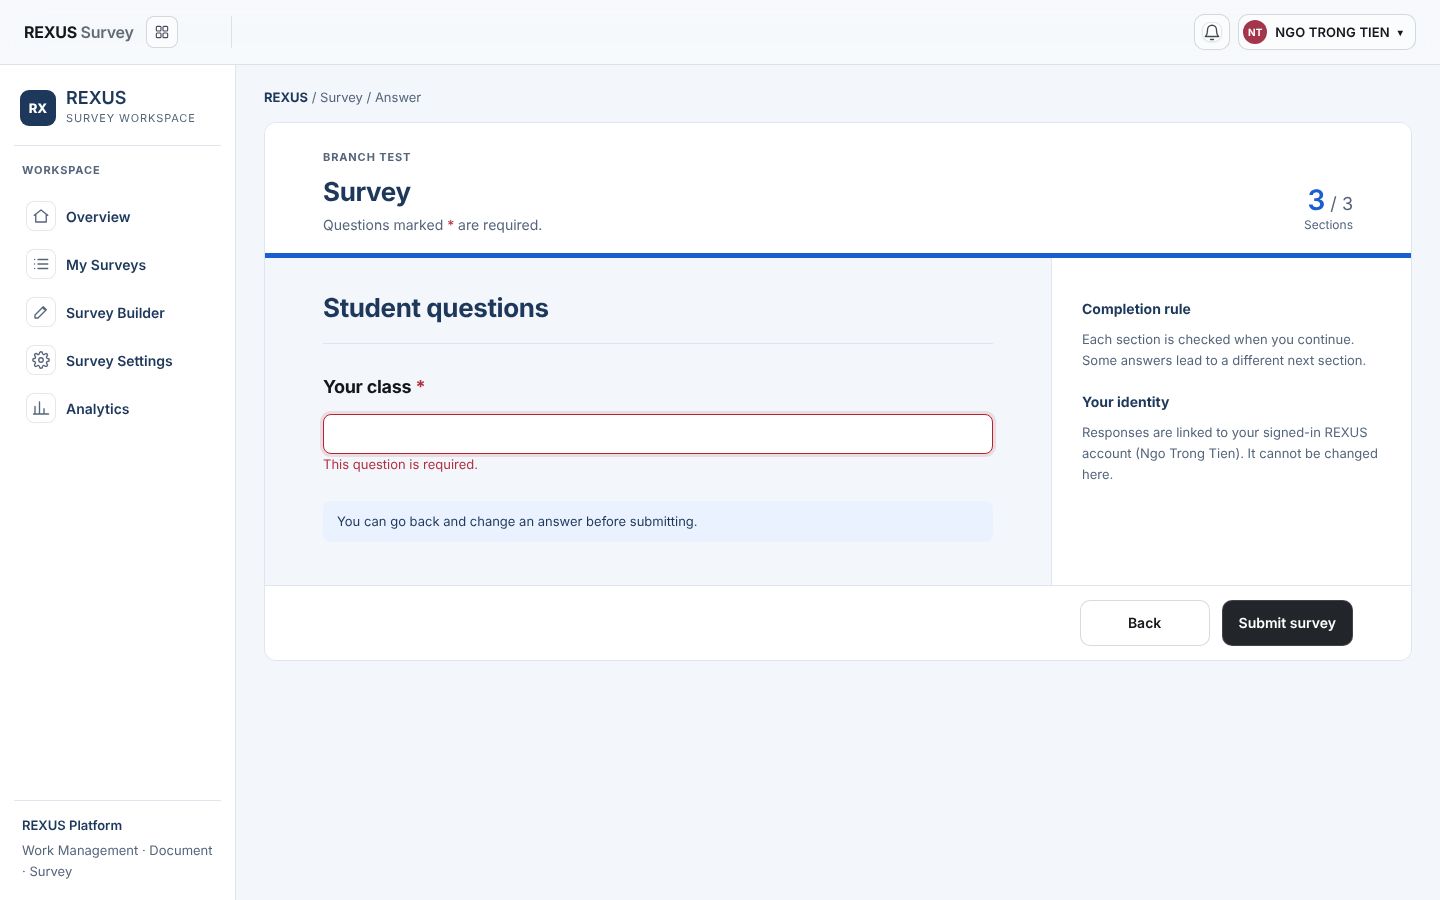 REXUS Survey
NT NGO TRONG TIEN ▾
RX
REXUS
SURVEY WORKSPACE
WORKSPACE
Overview
My Surveys
Survey Builder
Survey Settings
Analytics
REXUS Platform
Work Management · Document
· Survey
REXUS / Survey / Answer
BRANCH TEST
Survey
Questions marked * are required.
3 / 3
Sections
Student questions
Your class *
This question is required.
You can go back and change an answer before submitting.
Completion rule
Each section is checked when you continue.
Some answers lead to a different next section.
Your identity
Responses are linked to your signed-in REXUS
account (Ngo Trong Tien). It cannot be changed
here.
Back
Submit survey